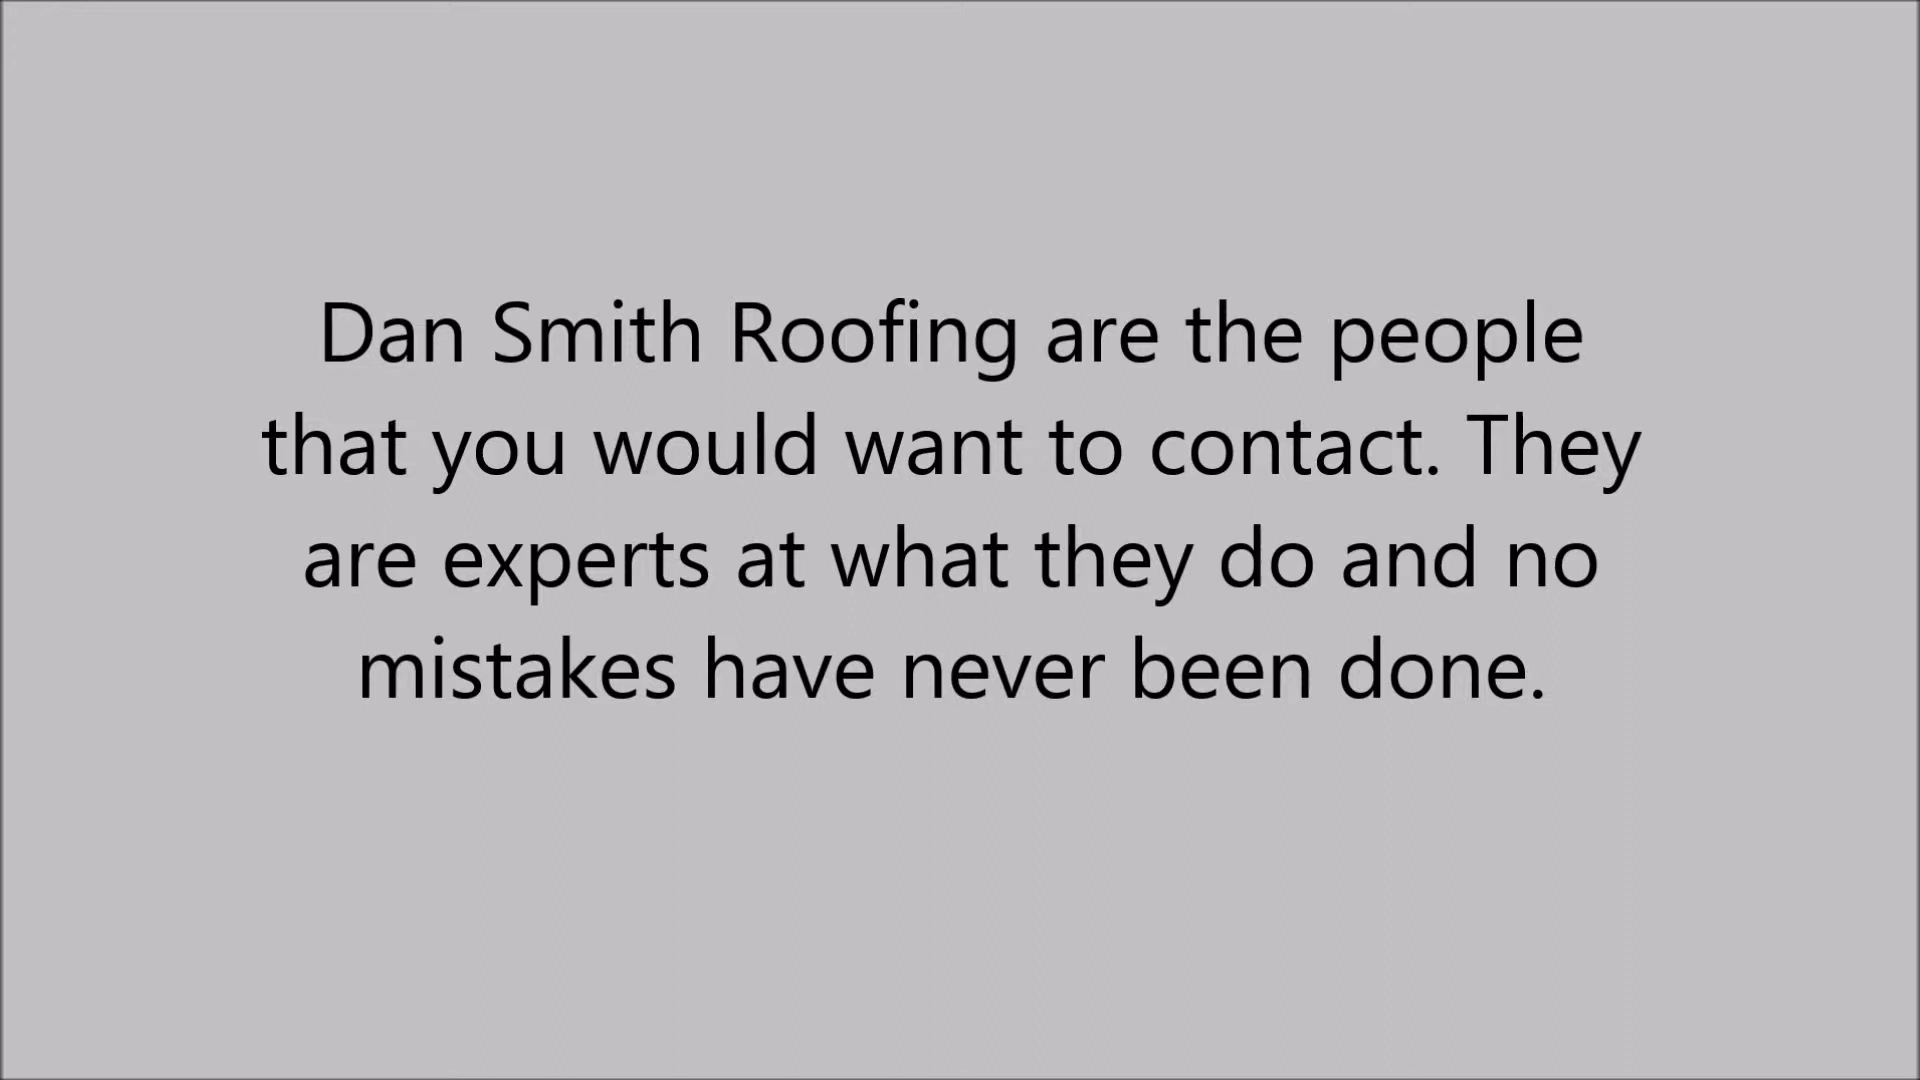 Dan Smith Roofing are the people
that you would want to contact. They
are experts at what they do and no
mistakes have never been done.